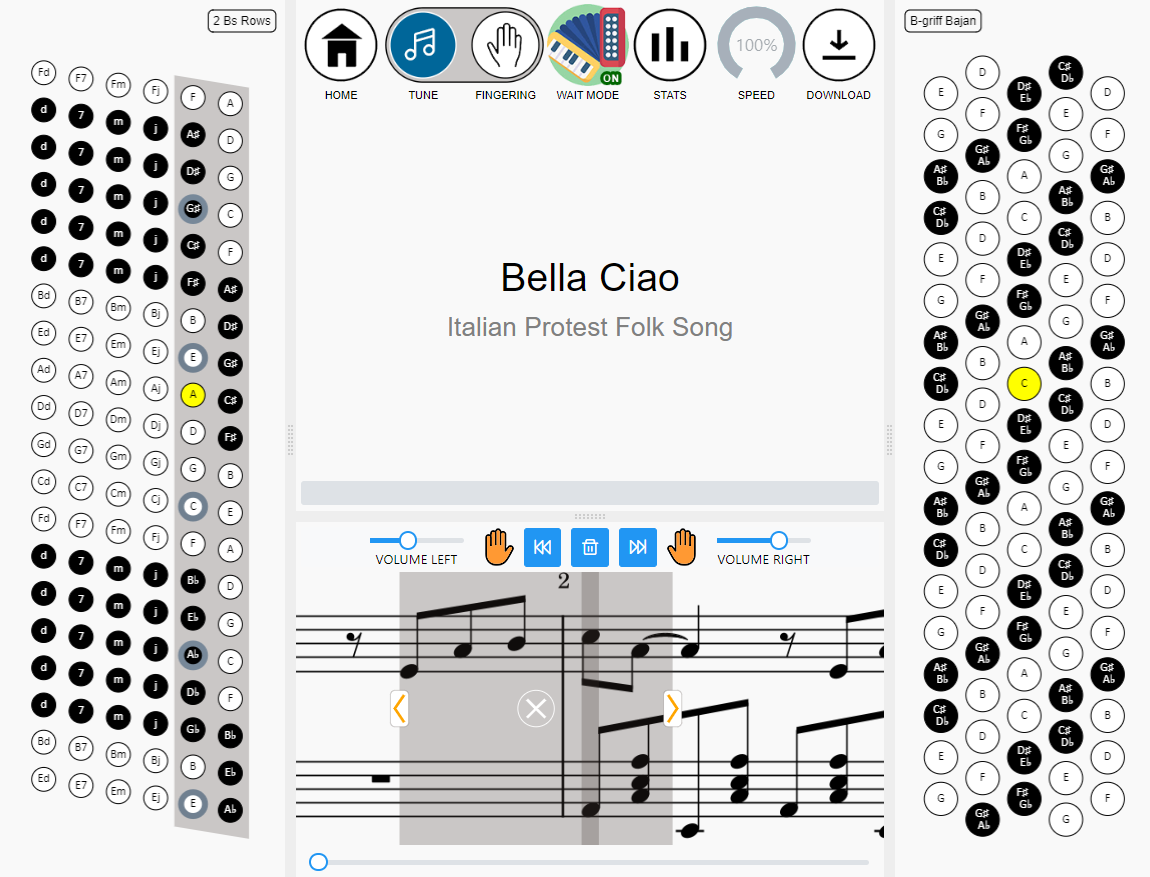 2 Bs Rows
Fd F7 Fm Fj F A
d 7 m j A♯ D
d 7 m j D♯ G
d 7 m j G♯ C
d 7 m j C♯ F
d 7 m j F♯ A♯
Bd B7 Bm Bj B D♯
Ed E7 Em Ej E G♯
Ad A7 Am Aj A C♯
Dd D7 Dm Dj D F♯
Gd G7 Gm Gj G B
Cd C7 Cm Cj C E
Fd F7 Fm Fj F A
d 7 m j B♭ D
d 7 m j E♭ G
d 7 m j A♭ C
d 7 m j D♭ F
d 7 m j G♭ B♭
Bd B7 Bm Bj B E♭
Ed E7 Em Ej E A♭
ON
100%
HOME TUNE FINGERING WAIT MODE STATS SPEED DOWNLOAD
Bella Ciao
Italian Protest Folk Song
VOLUME LEFT
VOLUME RIGHT
2
B-griff Bajan
D C♯ D♭
E D♯ E♭ D
F E
G F♯ G♭ F
G♯ A♭ G
A♯ B♭ A G♯ A♭
B A♯ B♭
C♯ D♭ C B
D C♯ D♭
E D♯ E♭ D
F E
G F♯ G♭ F
G♯ A♭ G
A♯ B♭ A G♯ A♭
B A♯ B♭
C♯ D♭ C B
D C♯ D♭
E D♯ E♭ D
F E
G F♯ G♭ F
G♯ A♭ G
A♯ B♭ A G♯ A♭
B A♯ B♭
C♯ D♭ C B
D C♯ D♭
E D♯ E♭ D
F E
G F♯ G♭ F
G♯ A♭ G
A♯ B♭ A G♯ A♭
B A♯ B♭
C♯ D♭ C B
D C♯ D♭
E D♯ E♭ D
F E
G F♯ G♭ F
G♯ A♭ G